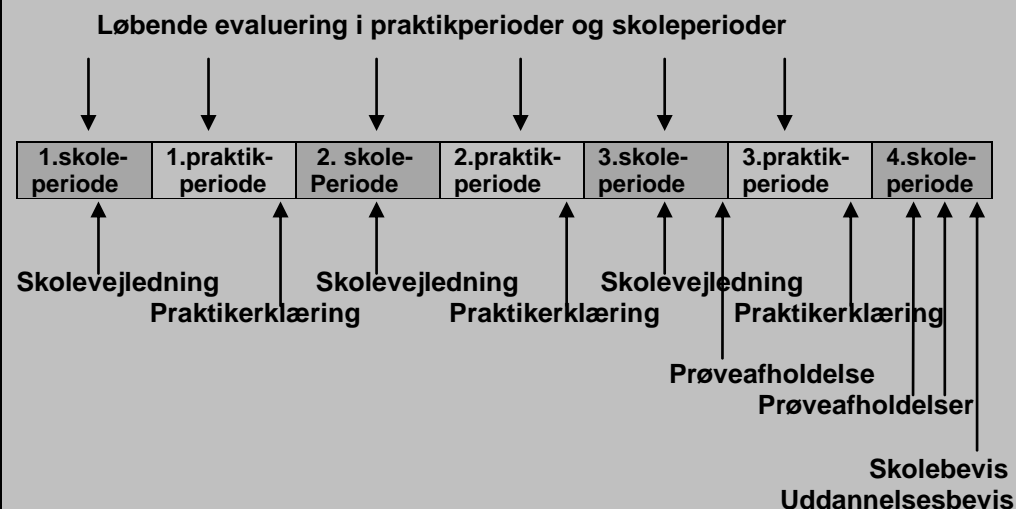 Løbende evaluering i praktikperioder og skoleperioder
1.skole-
periode
1.praktik-
periode
2. skole-
Periode
2.praktik-
periode
3.skole-
periode
3.praktik-
periode
4.skole-
periode
Skolevejledning Skolevejledning Skolevejledning
Praktikerklæring Praktikerklæring Praktikerklæring
Prøveafholdelse
Prøveafholdelser
Skolebevis
Uddannelsesbevis